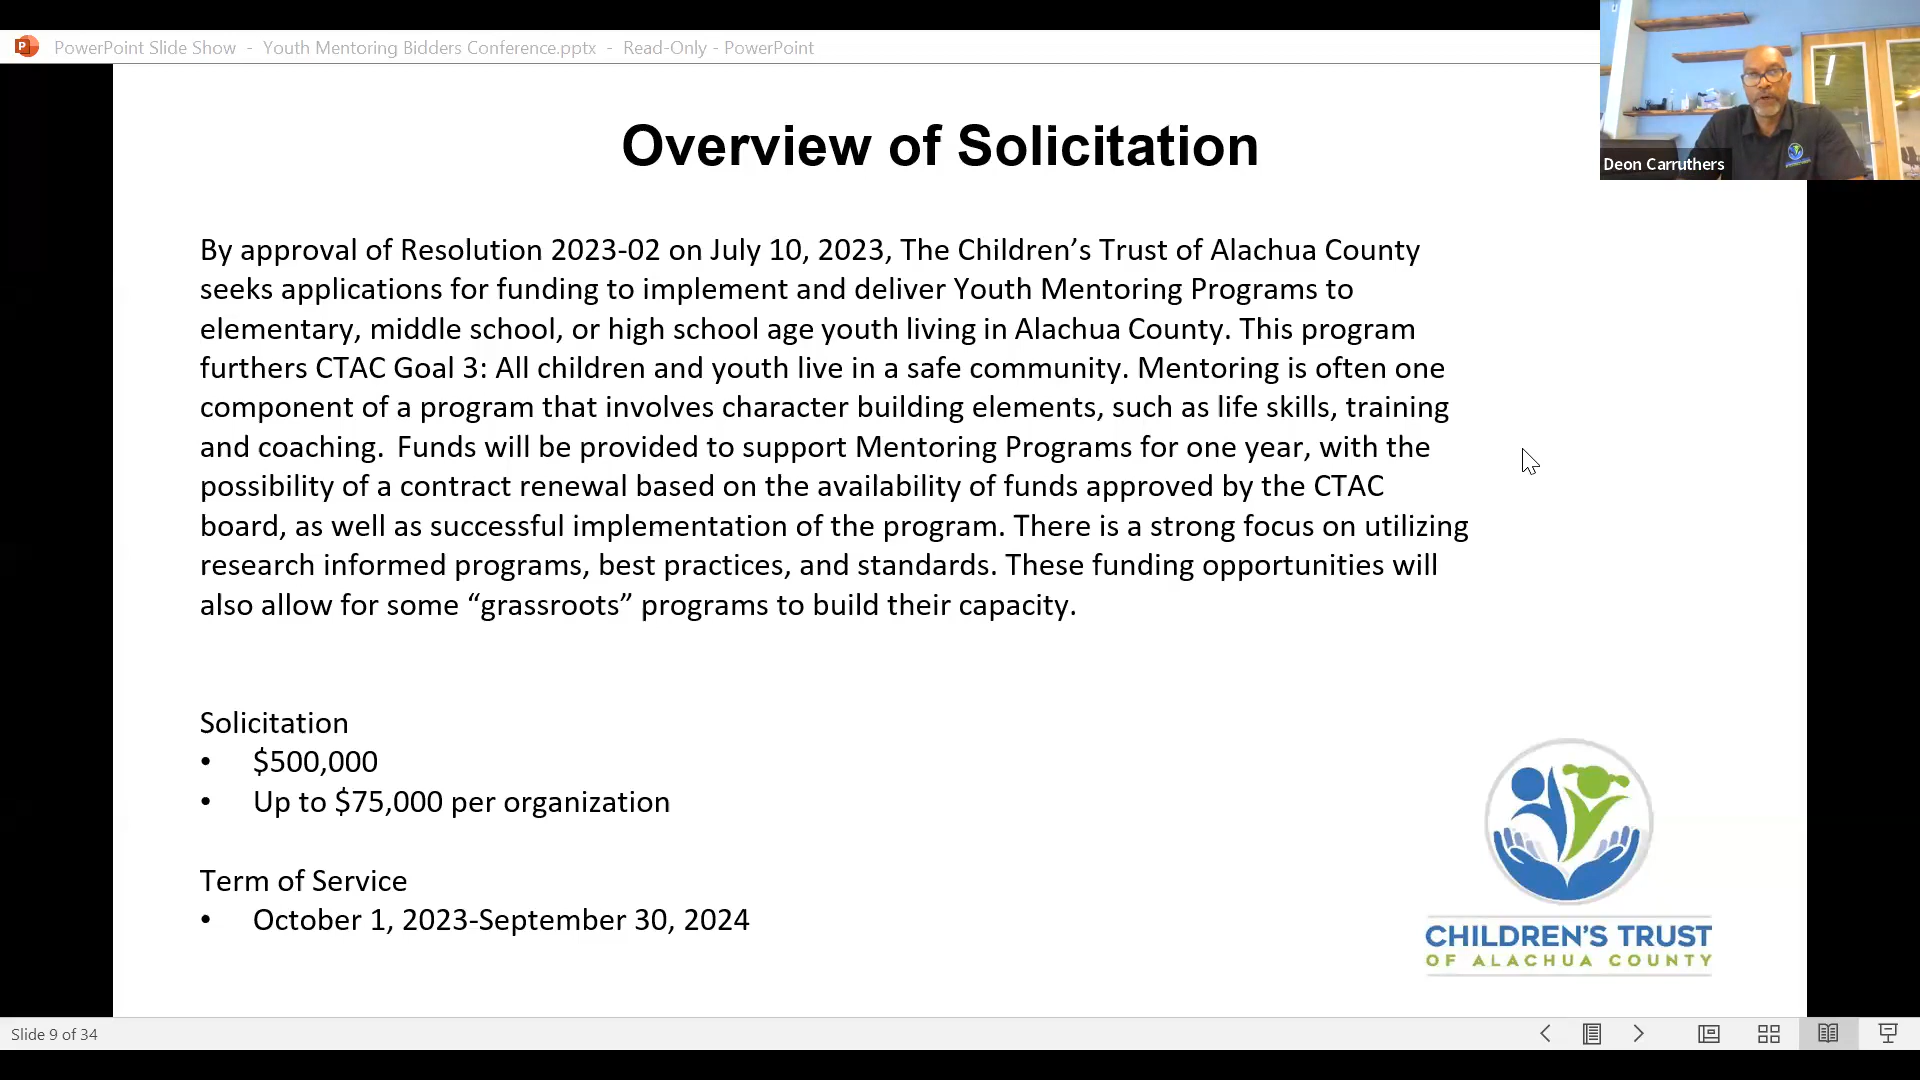 PowerPoint Slide Show - Youth Mentoring Bidders Conference.pptx - Read-Only - PowerPoint
Deon Carruthers
Overview of Solicitation
By approval of Resolution 2023-02 on July 10, 2023, The Children’s Trust of Alachua County
seeks applications for funding to implement and deliver Youth Mentoring Programs to
elementary, middle school, or high school age youth living in Alachua County. This program
furthers CTAC Goal 3: All children and youth live in a safe community. Mentoring is often one
component of a program that involves character building elements, such as life skills, training
and coaching.  Funds will be provided to support Mentoring Programs for one year, with the
possibility of a contract renewal based on the availability of funds approved by the CTAC
board, as well as successful implementation of the program. There is a strong focus on utilizing
research informed programs, best practices, and standards. These funding opportunities will
also allow for some “grassroots” programs to build their capacity.
Solicitation
• $500,000
• Up to $75,000 per organization
Term of Service
• October 1, 2023-September 30, 2024
CHILDREN'S TRUST
OF ALACHUA COUNTY
Slide 9 of 34